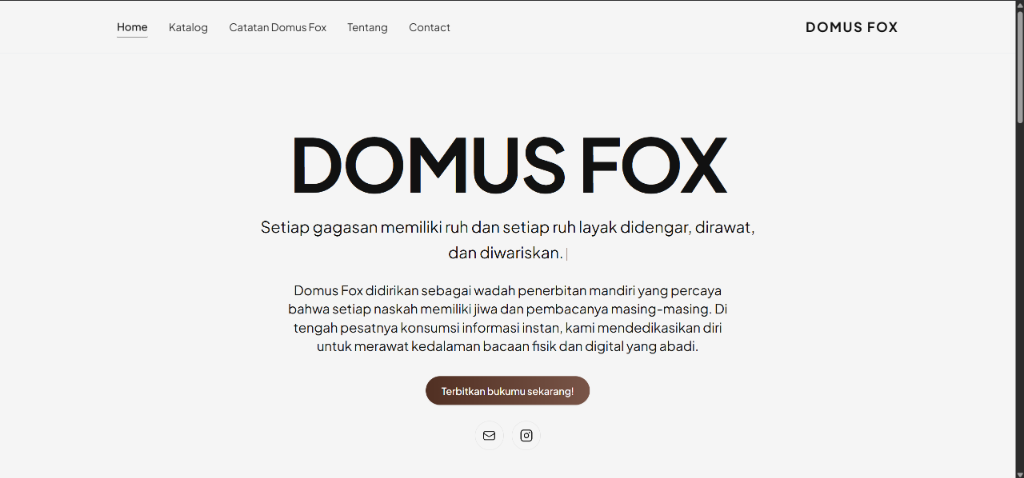 Home Katalog Catatan Domus Fox Tentang Contact DOMUS FOX
DOMUS FOX
Setiap gagasan memiliki ruh dan setiap ruh layak didengar, dirawat,
dan diwariskan.
Domus Fox didirikan sebagai wadah penerbitan mandiri yang percaya
bahwa setiap naskah memiliki jiwa dan pembacanya masing-masing. Di
tengah pesatnya konsumsi informasi instan, kami mendedikasikan diri
untuk merawat kedalaman bacaan fisik dan digital yang abadi.
Terbitkan bukumu sekarang!